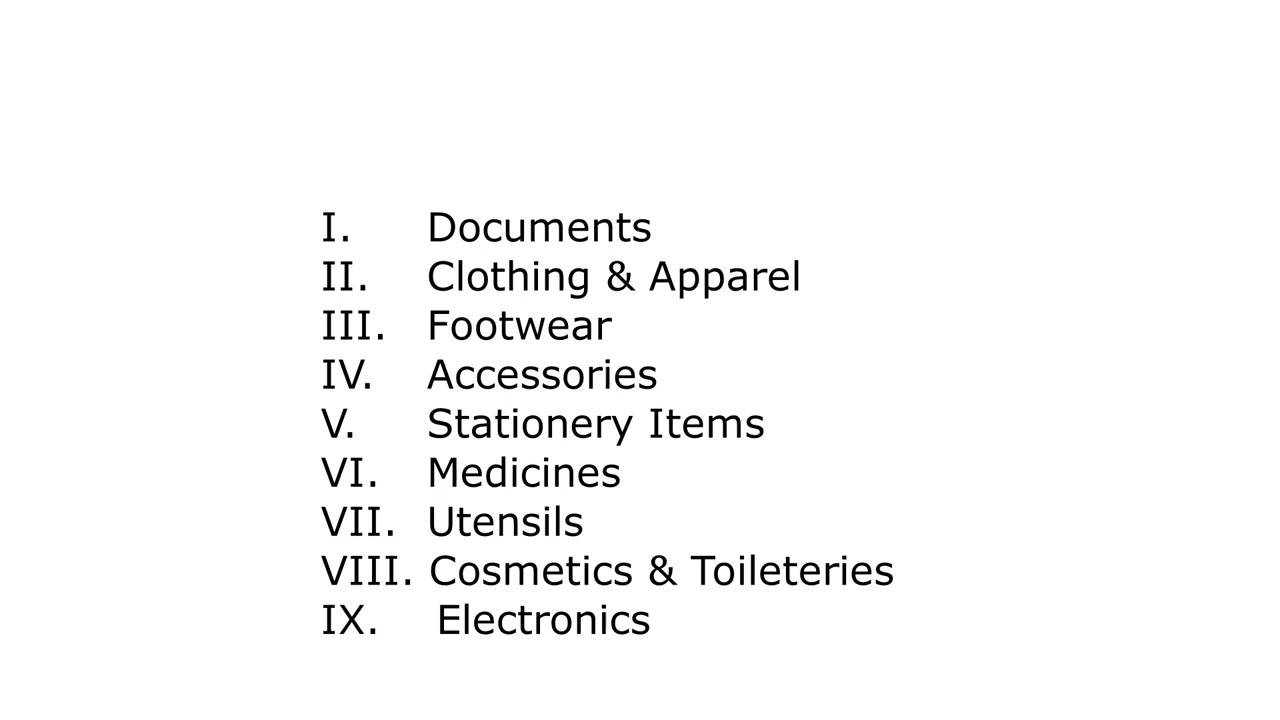 I. Documents
II. Clothing & Apparel
III. Footwear
IV. Accessories
V. Stationery Items
VI. Medicines
VII. Utensils
VIII. Cosmetics & Toileteries
IX. Electronics